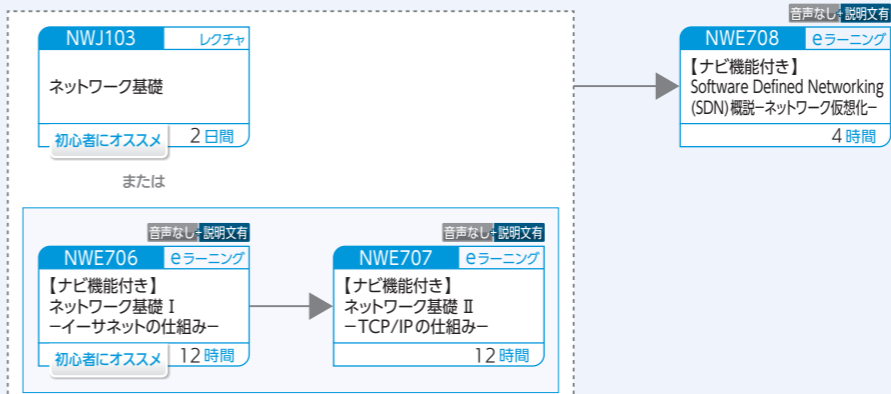 音声なし+説明文有
NWJ103 レクチャ
ネットワーク基礎
初心者にオススメ 2日間
NWE708 eラーニング
【ナビ機能付き】
Software Defined Networking
(SDN)概説−ネットワーク仮想化−
4時間
または
音声なし+説明文有
NWE706 eラーニング
【ナビ機能付き】
ネットワーク基礎 Ⅰ
−イーサネットの仕組み−
初心者にオススメ 12時間
音声なし+説明文有
NWE707 eラーニング
【ナビ機能付き】
ネットワーク基礎 Ⅱ
−TCP/IPの仕組み−
12時間